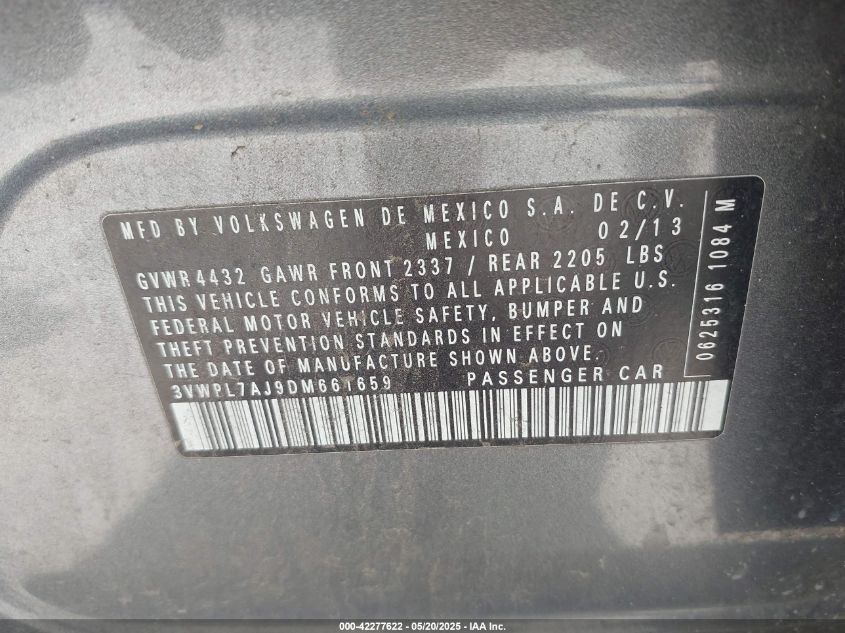 MFD BY VOLKSWAGEN DE MEXICO S.A. DE C.V.
MEXICO 02/13
GVWR 4432 GAWR FRONT 2337 / REAR 2205 LBS
THIS VEHICLE CONFORMS TO ALL APPLICABLE U.S.
FEDERAL MOTOR VEHICLE SAFETY, BUMPER AND
THEFT PREVENTION STANDARDS IN EFFECT ON
THE DATE OF MANUFACTURE SHOWN ABOVE.
3VWPL7AJ9DM661659 PASSENGER CAR
0625316 1084 M
000-42277622 - 05/20/2025 - IAA Inc.